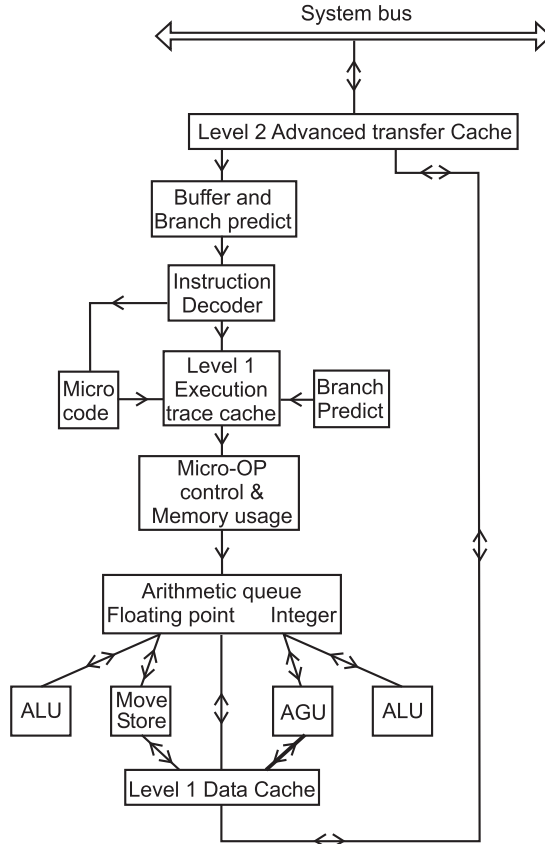 System bus
Level 2 Advanced transfer Cache
Buffer and
Branch predict
Instruction
Decoder
Level 1
Execution
trace cache
Micro
code
Branch
Predict
Micro-OP
control &
Memory usage
Arithmetic queue
Floating point Integer
ALU
Move
Store
AGU
ALU
Level 1 Data Cache